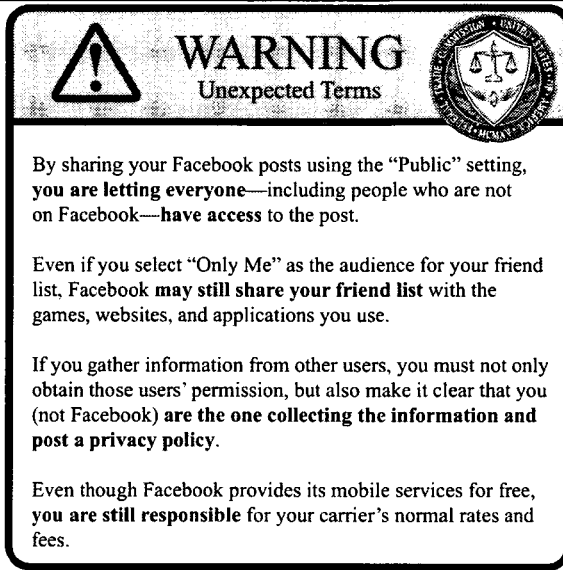 WARNING
Unexpected Terms
By sharing your Facebook posts using the “Public” setting,
you are letting everyone—including people who are not
on Facebook—have access to the post.
Even if you select “Only Me” as the audience for your friend
list, Facebook may still share your friend list with the
games, websites, and applications you use.
If you gather information from other users, you must not only
obtain those users’ permission, but also make it clear that you
(not Facebook) are the one collecting the information and
post a privacy policy.
Even though Facebook provides its mobile services for free,
you are still responsible for your carrier’s normal rates and
fees.